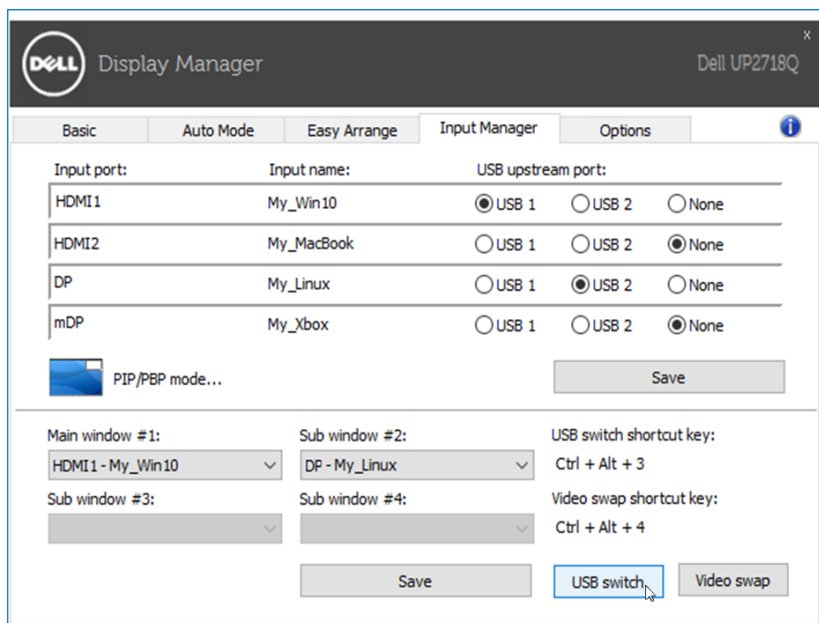 x
DELL Display Manager Dell UP2718Q
Basic Auto Mode Easy Arrange Input Manager Options i
Input port: Input name: USB upstream port:
HDMI1 My_Win10 USB 1 USB 2 None
HDMI2 My_MacBook USB 1 USB 2 None
DP My_Linux USB 1 USB 2 None
mDP My_Xbox USB 1 USB 2 None
PIP/PBP mode... Save
Main window #1: Sub window #2: USB switch shortcut key:
HDMI1 - My_Win10 DP - My_Linux Ctrl + Alt + 3
Sub window #3: Sub window #4: Video swap shortcut key:
Ctrl + Alt + 4
Save USB switch Video swap